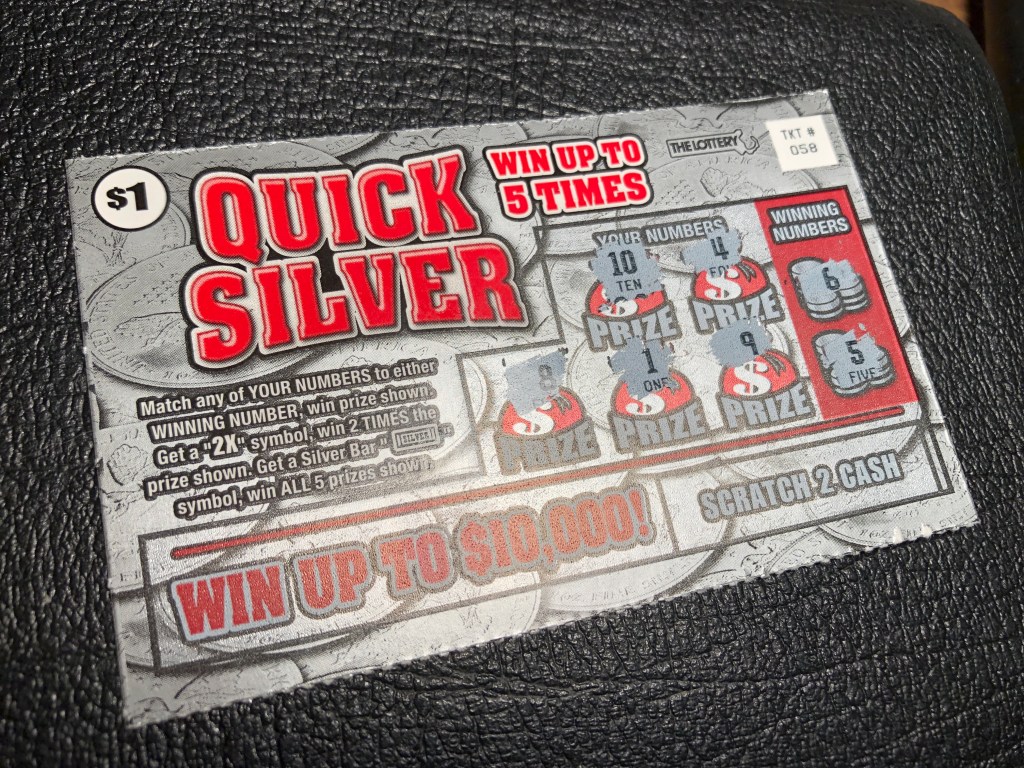 $1
QUICK
SILVER
WIN UP TO
5 TIMES
THE LOTTERY
TKT #
058
Match any of YOUR NUMBERS to either
WINNING NUMBER, win prize shown.
Get a "2X" symbol, win 2 TIMES the
prize shown. Get a Silver Bar " SILVER "
symbol, win ALL 5 prizes shown.
YOUR NUMBERS
10
TEN
PRIZE
4
PRIZE
8
PRIZE
1
ONE
PRIZE
9
PRIZE
WINNING
NUMBERS
6
5
FIVE
WIN UP TO $10,000!
SCRATCH 2 CASH